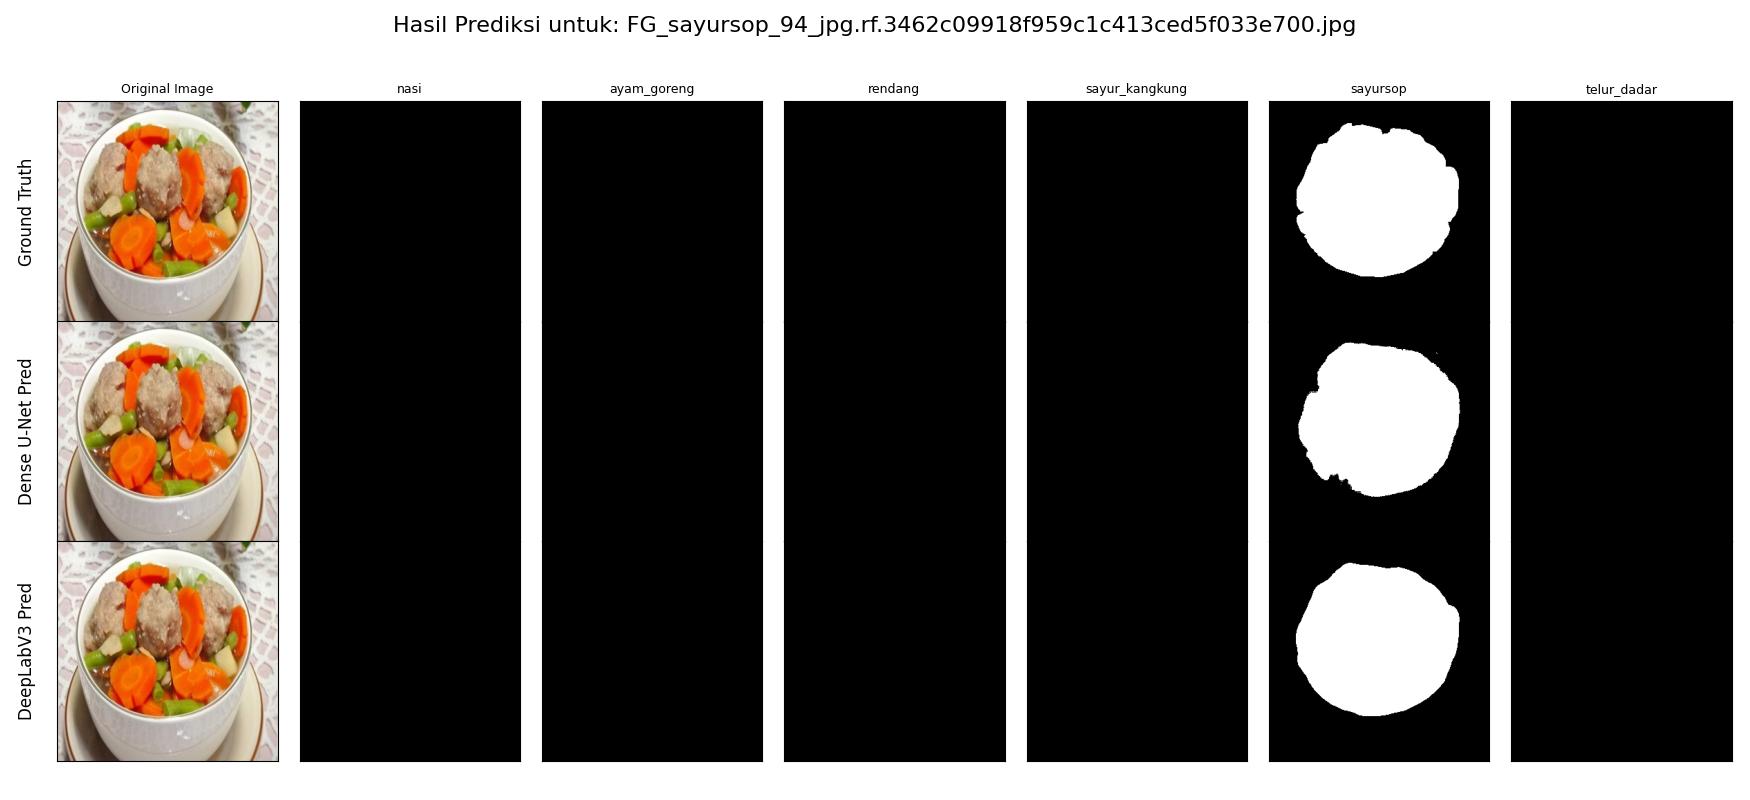 Hasil Prediksi untuk: FG_sayursop_94_jpg.rf.3462c09918f959c1c413ced5f033e700.jpg
Original Image nasi ayam_goreng rendang sayur_kangkung sayursop telur_dadar
Ground Truth
Dense U-Net Pred
DeepLabV3 Pred